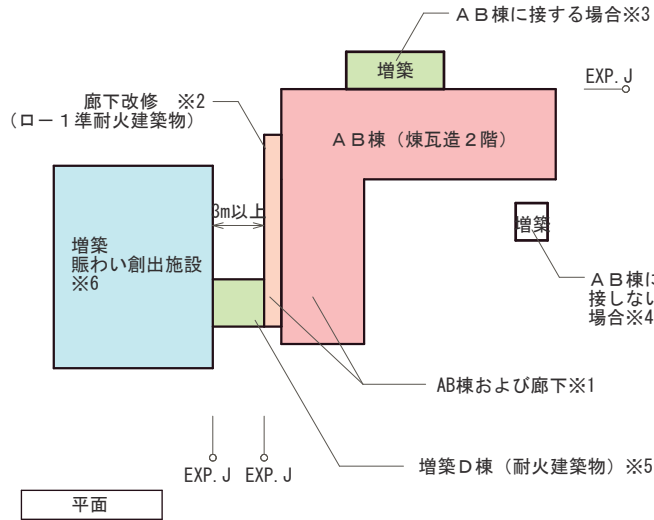 ＡＢ棟に接する場合※3
増築
EXP.J
廊下改修　※2
（ロー１準耐火建築物）
ＡＢ棟（煉瓦造２階）
3m以上
増築
増築
賑わい創出施設
※6
ＡＢ棟に
接しない
場合※4
AB棟および廊下※1
EXP.J EXP.J
増築Ｄ棟（耐火建築物）※5
平面